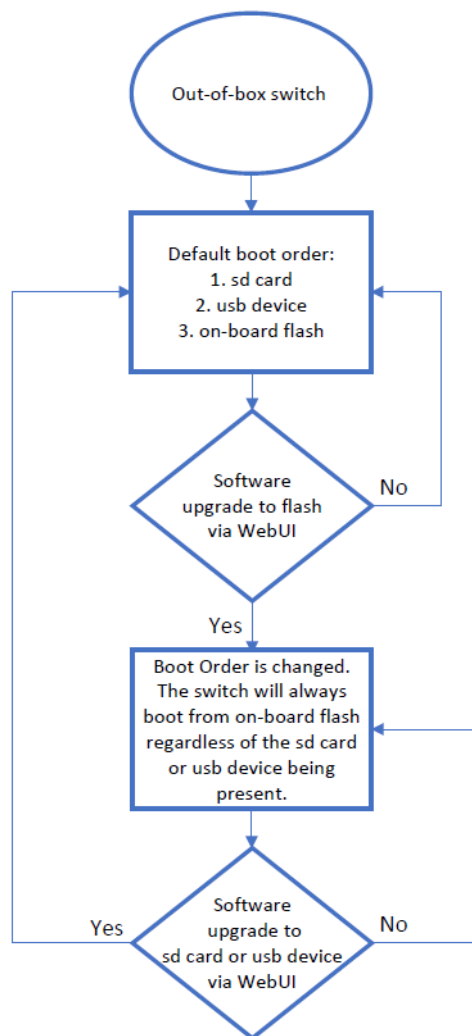 Out-of-box switch
Default boot order:
1. sd card
2. usb device
3. on-board flash
Software
upgrade to flash
via WebUI
No
Yes
Boot Order is changed.
The switch will always
boot from on-board flash
regardless of the sd card
or usb device being
present.
Software
upgrade to
sd card or usb device
via WebUI
Yes
No